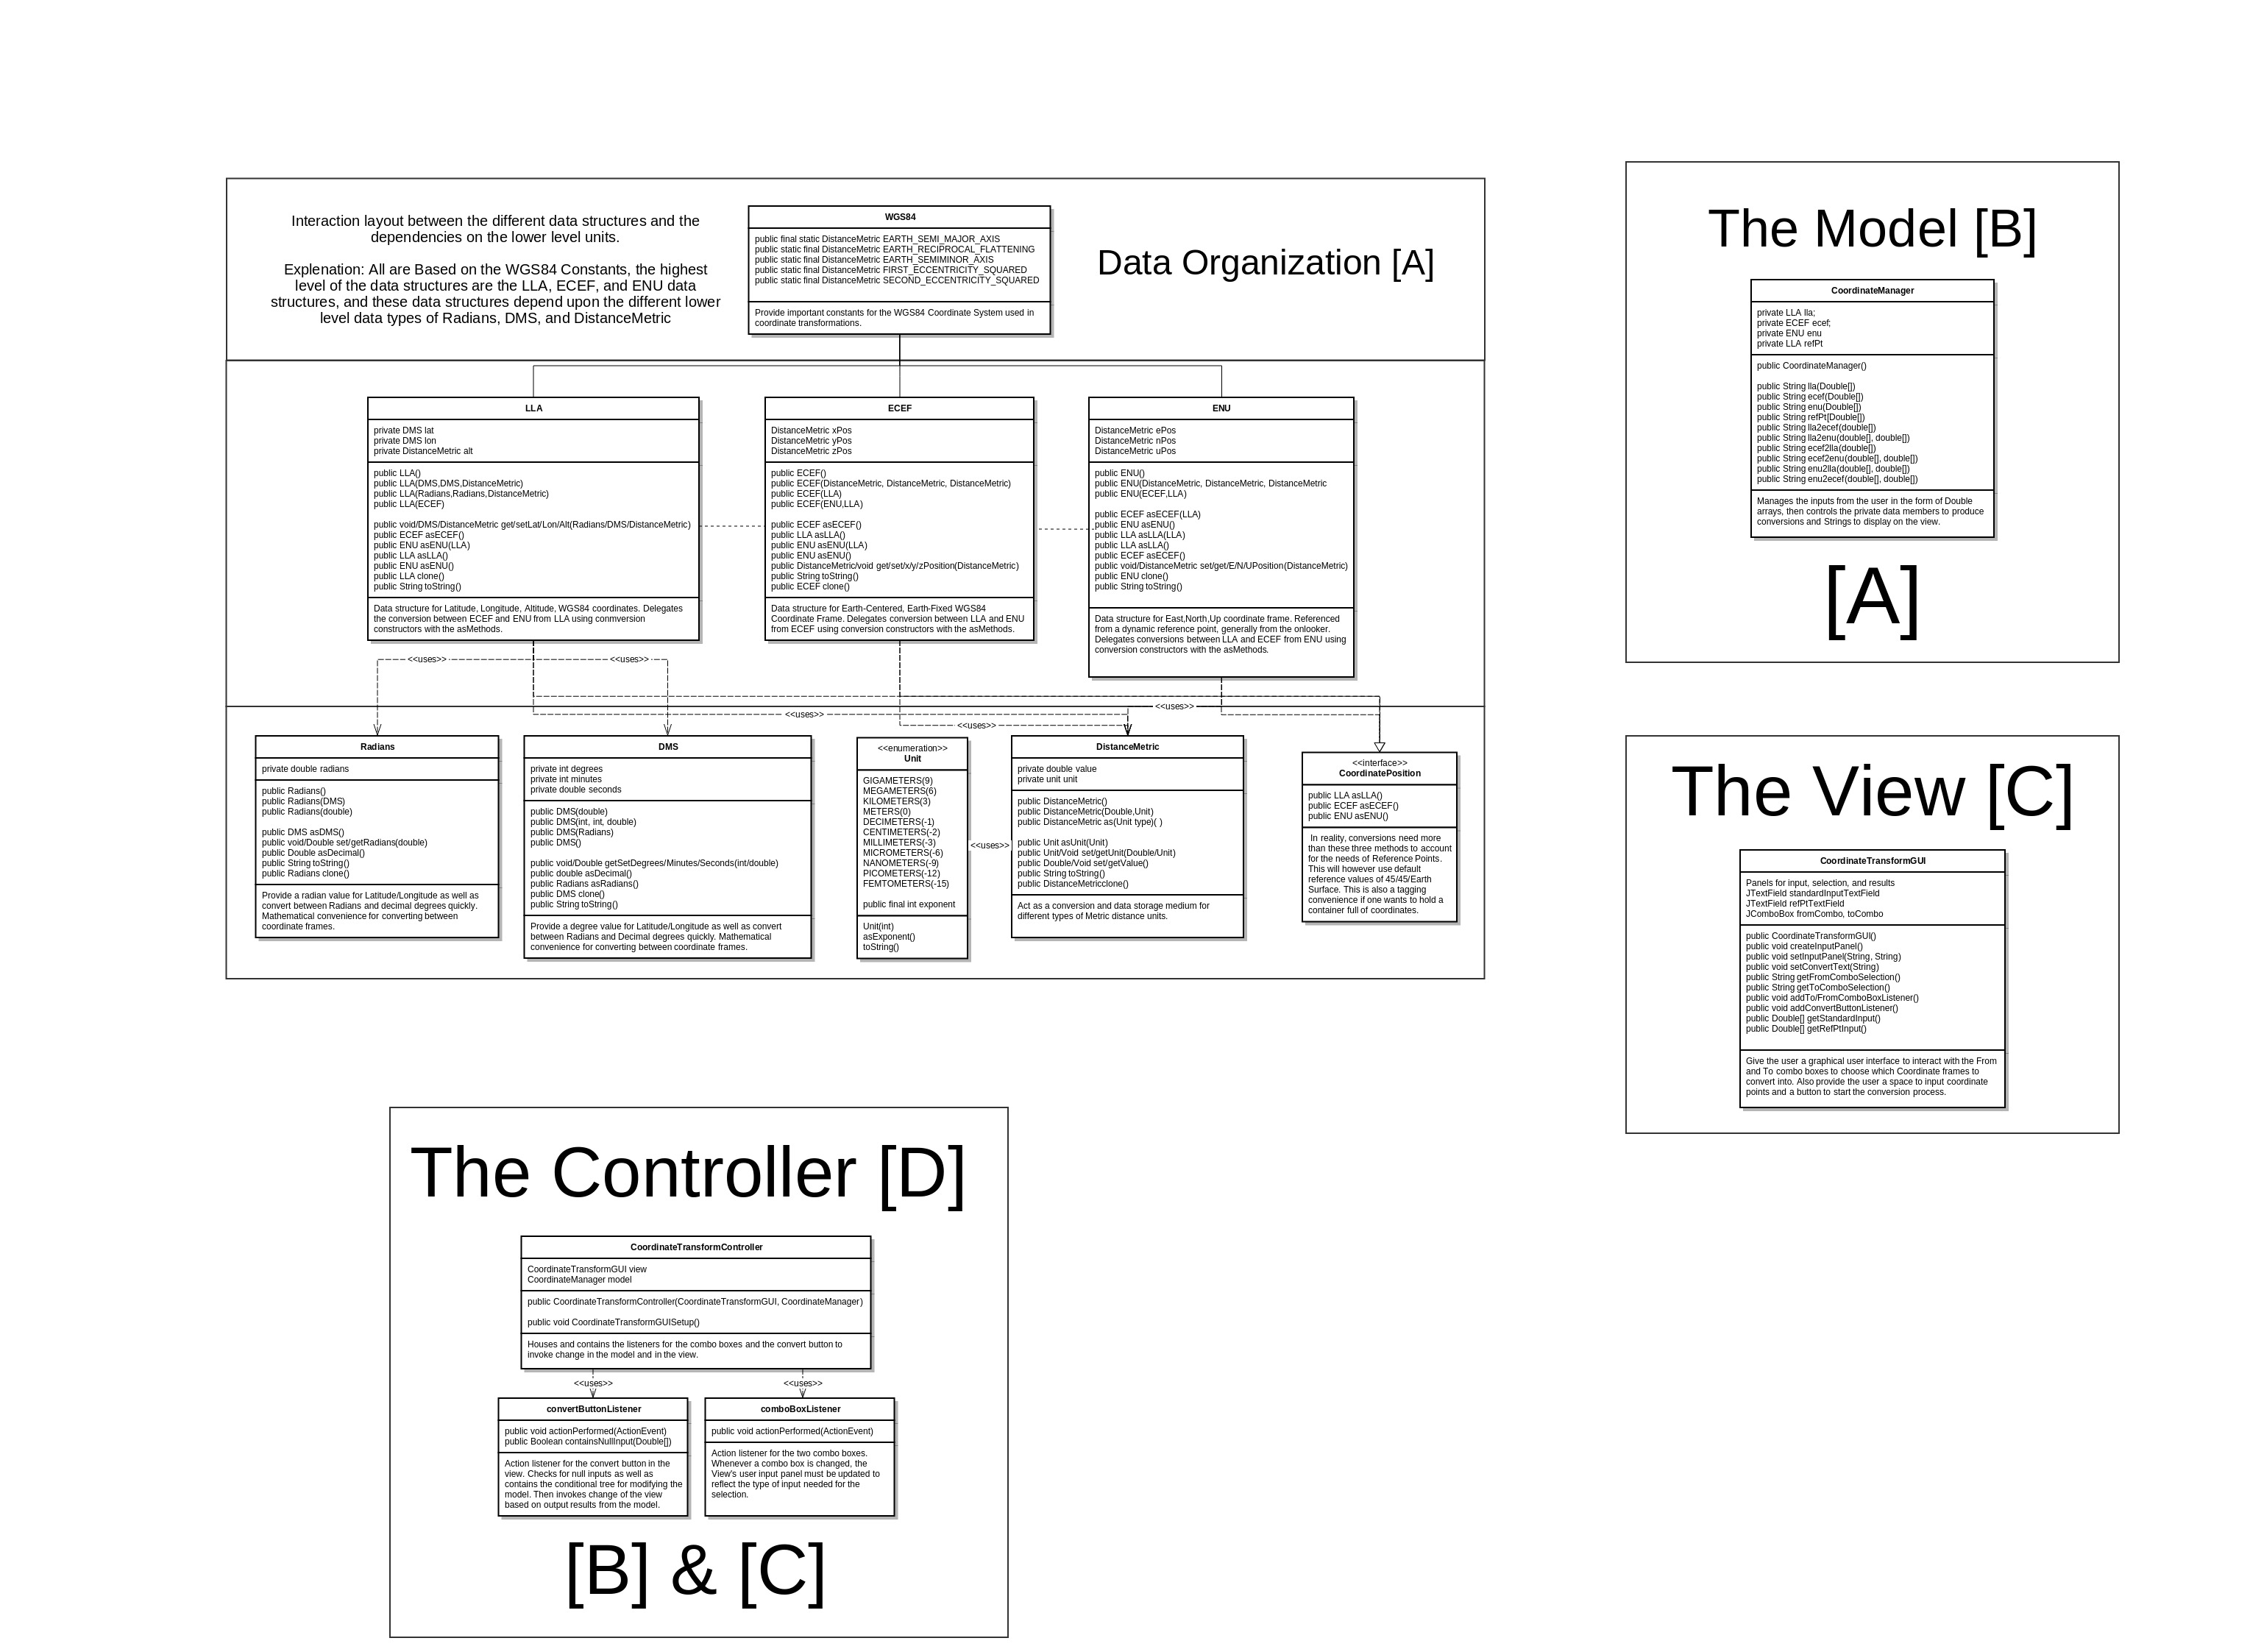 Interaction layout between the different data structures and the
dependencies on the lower level units.
Explenation: All are Based on the WGS84 Constants, the highest
level of the data structures are the LLA, ECEF, and ENU data
structures, and these data structures depend upon the different lower
level data types of Radians, DMS, and DistanceMetric
WGS84
public final static DistanceMetric EARTH_SEMI_MAJOR_AXIS
public static final DistanceMetric EARTH_RECIPROCAL_FLATTENING
public static final DistanceMetric EARTH_SEMIMINOR_AXIS
public static final DistanceMetric FIRST_ECCENTRICITY_SQUARED
public static final DistanceMetric SECOND_ECCENTRICITY_SQUARED
Provide important constants for the WGS84 Coordinate System used in
coordinate transformations.
Data Organization [A]
LLA
private DMS lat
private DMS lon
private DistanceMetric alt
public LLA()
public LLA(DMS,DMS,DistanceMetric)
public LLA(Radians,Radians,DistanceMetric)
public LLA(ECEF)
public void/DMS/DistanceMetric get/setLat/Lon/Alt(Radians/DMS/DistanceMetric)
public ECEF asECEF()
public ENU asENU(LLA)
public LLA asLLA()
public ENU asENU()
public LLA clone()
public String toString()
Data structure for Latitude, Longitude, Altitude, WGS84 coordinates. Delegates
the conversion between ECEF and ENU from LLA using conmversion
constructors with the asMethods.
ECEF
DistanceMetric xPos
DistanceMetric yPos
DistanceMetric zPos
public ECEF()
public ECEF(DistanceMetric, DistanceMetric, DistanceMetric)
public ECEF(LLA)
public ECEF(ENU,LLA)
public ECEF asECEF()
public LLA asLLA()
public ENU asENU(LLA)
public ENU asENU()
public DistanceMetric/void get/set/x/y/zPosition(DistanceMetric)
public String toString()
public ECEF clone()
Data structure for Earth-Centered, Earth-Fixed WGS84
Coordinate Frame. Delegates conversion between LLA and ENU
from ECEF using conversion constructors with the asMethods.
ENU
DistanceMetric ePos
DistanceMetric nPos
DistanceMetric uPos
public ENU()
public ENU(DistanceMetric, DistanceMetric, DistanceMetric
public ENU(ECEF,LLA)
public ECEF asECEF(LLA)
public ENU asENU()
public LLA asLLA(LLA)
public LLA asLLA()
public ECEF asECEF()
public void/DistanceMetric set/get/E/N/UPosition(DistanceMetric)
public ENU clone()
public String toString()
Data structure for East,North,Up coordinate frame. Referenced
from a dynamic reference point, generally from the onlooker.
Delegates conversions between LLA and ECEF from ENU using
conversion constructors with the asMethods.
<<uses>>
<<uses>>
<<uses>>
<<uses>>
<<uses>>
Radians
private double radians
public Radians()
public Radians(DMS)
public Radians(double)
public DMS asDMS()
public void/Double set/getRadians(double)
public Double asDecimal()
public String toString()
public Radians clone()
Provide a radian value for Latitude/Longitude as well as
convert between Radians and decimal degrees quickly.
Mathematical convenience for converting between
coordinate frames.
DMS
private int degrees
private int minutes
private double seconds
public DMS(double)
public DMS(int, int, double)
public DMS(Radians)
public DMS()
public void/Double getSetDegrees/Minutes/Seconds(int/double)
public double asDecimal()
public Radians asRadians()
public DMS clone()
public String toString()
Provide a degree value for Latitude/Longitude as well as convert
between Radians and Decimal degrees quickly. Mathematical
convenience for converting between coordinate frames.
<<enumeration>>
Unit
GIGAMETERS(9)
MEGAMETERS(6)
KILOMETERS(3)
METERS(0)
DECIMETERS(-1)
CENTIMETERS(-2)
MILLIMETERS(-3)
MICROMETERS(-6)
NANOMETERS(-9)
PICOMETERS(-12)
FEMTOMETERS(-15)
public final int exponent
Unit(int)
asExponent()
toString()
<<uses>>
DistanceMetric
private double value
private unit unit
public DistanceMetric()
public DistanceMetric(Double,Unit)
public DistanceMetric as(Unit type)( )
public Unit asUnit(Unit)
public Unit/Void set/getUnit(Double/Unit)
public Double/Void set/getValue()
public String toString()
public DistanceMetricclone()
Act as a conversion and data storage medium for
different types of Metric distance units.
<<interface>>
CoordinatePosition
public LLA asLLA()
public ECEF asECEF()
public ENU asENU()
In reality, conversions need more
than these three methods to account
for the needs of Reference Points.
This will however use default
reference values of 45/45/Earth
Surface. This is also a tagging
convenience if one wants to hold a
container full of coordinates.
The Model [B]
CoordinateManager
private LLA lla;
private ECEF ecef;
private ENU enu
private LLA refPt
public CoordinateManager()
public String lla(Double[])
public String ecef(Double[])
public String enu(Double[])
public String refPt[Double[])
public String lla2ecef(double[])
public String lla2enu(double[], double[])
public String ecef2lla(double[])
public String ecef2enu(double[], double[])
public String enu2lla(double[], double[])
public String enu2ecef(double[], double[])
Manages the inputs from the user in the form of Double
arrays, then controls the private data members to produce
conversions and Strings to display on the view.
[A]
The View [C]
CoordinateTransformGUI
Panels for input, selection, and results
JTextField standardInputTextField
JTextField refPtTextField
JComboBox fromCombo, toCombo
public CoordinateTransformGUI()
public void createInputPanel()
public void setInputPanel(String, String)
public void setConvertText(String)
public String getFromComboSelection()
public String getToComboSelection()
public void addTo/FromComboBoxListener()
public void addConvertButtonListener()
public Double[] getStandardInput()
public Double[] getRefPtInput()
Give the user a graphical user interface to interact with the From
and To combo boxes to choose which Coordinate frames to
convert into. Also provide the user a space to input coordinate
points and a button to start the conversion process.
The Controller [D]
CoordinateTransformController
CoordinateTransformGUI view
CoordinateManager model
public CoordinateTransformController(CoordinateTransformGUI, CoordinateManager)
public void CoordinateTransformGUISetup()
Houses and contains the listeners for the combo boxes and the convert button to
invoke change in the model and in the view.
<<uses>>
<<uses>>
convertButtonListener
public void actionPerformed(ActionEvent)
public Boolean containsNullInput(Double[])
Action listener for the convert button in the
view. Checks for null inputs as well as
contains the conditional tree for modifying the
model. Then invokes change of the view
based on output results from the model.
comboBoxListener
public void actionPerformed(ActionEvent)
Action listener for the two combo boxes.
Whenever a combo box is changed, the
View's user input panel must be updated to
reflect the type of input needed for the
selection.
[B] & [C]